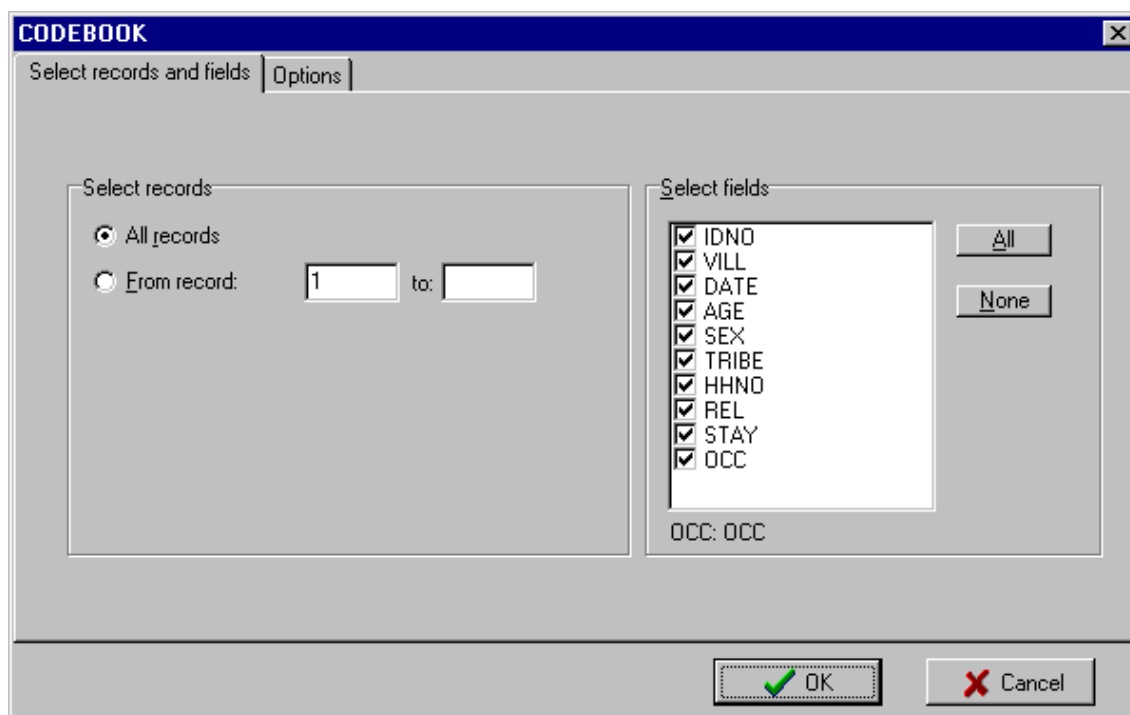 CODEBOOK
Select records and fields Options
Select records
All records
From record: 1 to:
Select fields
IDNO
VILL
DATE
AGE
SEX
TRIBE
HHNO
REL
STAY
OCC
OCC: OCC
All
None
OK Cancel